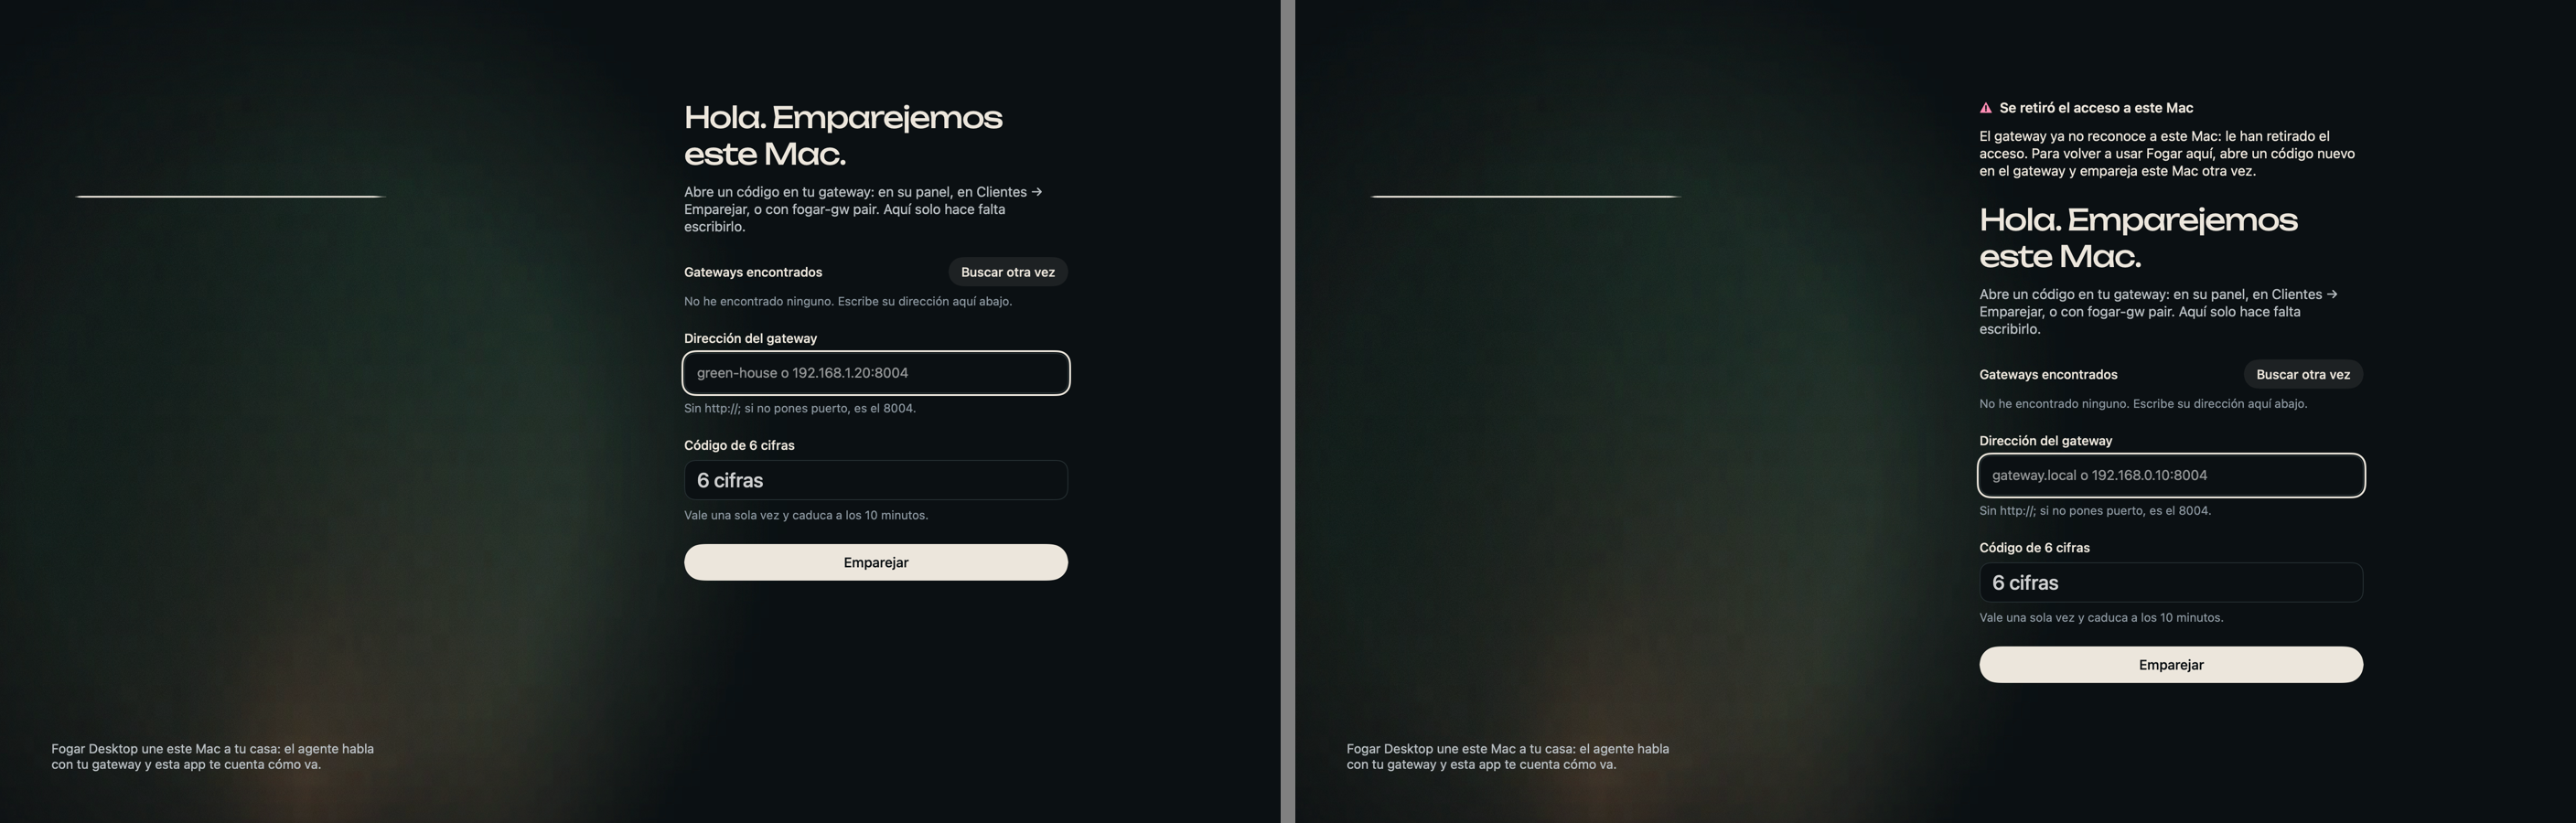 Hola. Emparejemos
este Mac.
Abre un código en tu gateway: en su panel, en Clientes →
Emparejar, o con fogar-gw pair. Aquí solo hace falta
escribirlo.
Gateways encontrados
Buscar otra vez
No he encontrado ninguno. Escribe su dirección aquí abajo.
Dirección del gateway
green-house o 192.168.1.20:8004
Sin http://; si no pones puerto, es el 8004.
Código de 6 cifras
6 cifras
Vale una sola vez y caduca a los 10 minutos.
Emparejar
Fogar Desktop une este Mac a tu casa: el agente habla
con tu gateway y esta app te cuenta cómo va.
Se retiró el acceso a este Mac
El gateway ya no reconoce a este Mac: le han retirado el
acceso. Para volver a usar Fogar aquí, abre un código nuevo
en el gateway y empareja este Mac otra vez.
Hola. Emparejemos
este Mac.
Abre un código en tu gateway: en su panel, en Clientes →
Emparejar, o con fogar-gw pair. Aquí solo hace falta
escribirlo.
Gateways encontrados
Buscar otra vez
No he encontrado ninguno. Escribe su dirección aquí abajo.
Dirección del gateway
gateway.local o 192.168.0.10:8004
Sin http://; si no pones puerto, es el 8004.
Código de 6 cifras
6 cifras
Vale una sola vez y caduca a los 10 minutos.
Emparejar
Fogar Desktop une este Mac a tu casa: el agente habla
con tu gateway y esta app te cuenta cómo va.